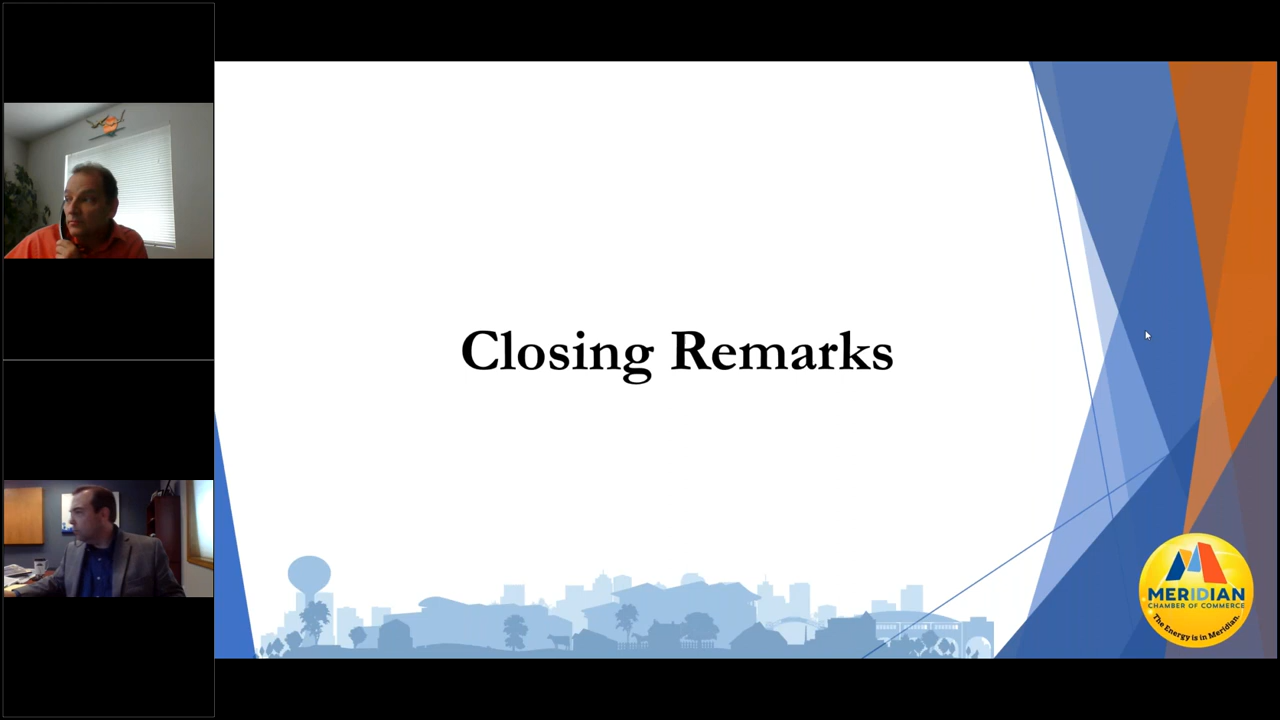 Closing Remarks
MERIDIAN
CHAMBER OF COMMERCE
The Energy is in Meridian.